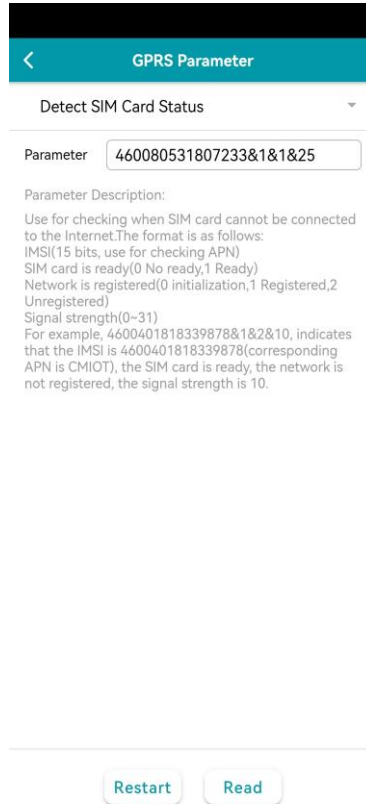 GPRS Parameter
Detect SIM Card Status
Parameter 460080531807233&1&1&25
Parameter Description:
Use for checking when SIM card cannot be connected
to the Internet.The format is as follows:
IMSI(15 bits, use for checking APN)
SIM card is ready(0 No ready,1 Ready)
Network is registered(0 initialization,1 Registered,2
Unregistered)
Signal strength(0~31)
For example, 4600401818339878&1&2&10, indicates
that the IMSI is 4600401818339878(corresponding
APN is CMIOT), the SIM card is ready, the network is
not registered, the signal strength is 10.
Restart Read